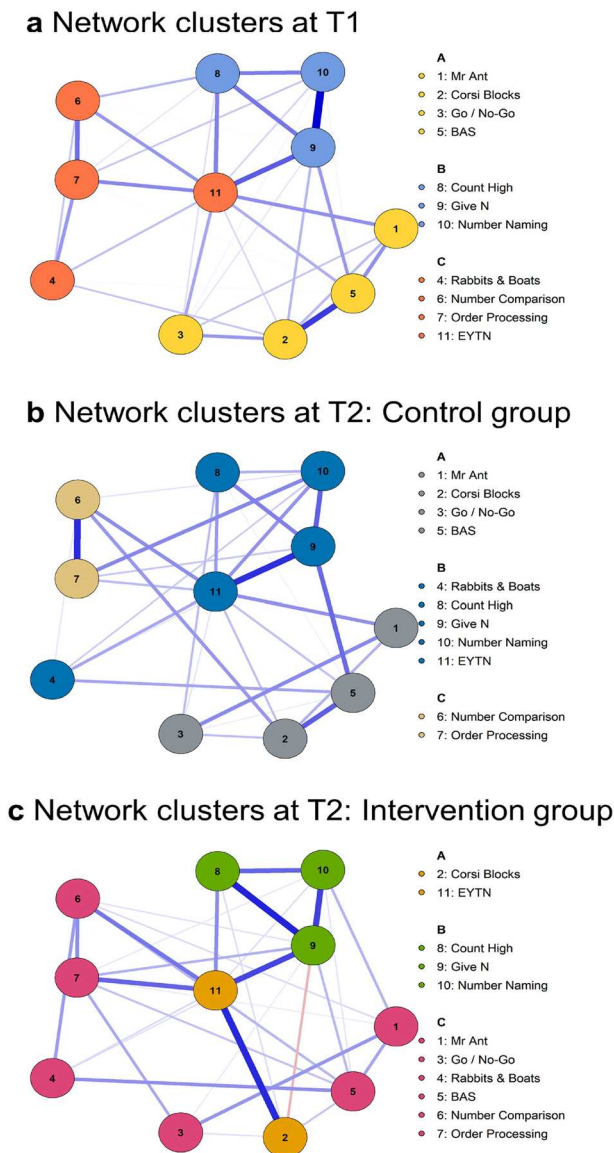 a Network clusters at T1
A
1: Mr Ant
2: Corsi Blocks
3: Go / No-Go
5: BAS
B
8: Count High
9: Give N
10: Number Naming
C
4: Rabbits & Boats
6: Number Comparison
7: Order Processing
11: EYTN
8
10
6
9
7
11
1
4
5
3
2
b Network clusters at T2: Control group
A
1: Mr Ant
2: Corsi Blocks
3: Go / No-Go
5: BAS
B
4: Rabbits & Boats
8: Count High
9: Give N
10: Number Naming
11: EYTN
C
6: Number Comparison
7: Order Processing
8
10
6
9
7
11
1
4
5
3
2
c Network clusters at T2: Intervention group
A
2: Corsi Blocks
11: EYTN
B
8: Count High
9: Give N
10: Number Naming
C
1: Mr Ant
3: Go / No-Go
4: Rabbits & Boats
5: BAS
6: Number Comparison
7: Order Processing
8
10
6
9
7
11
1
4
5
3
2